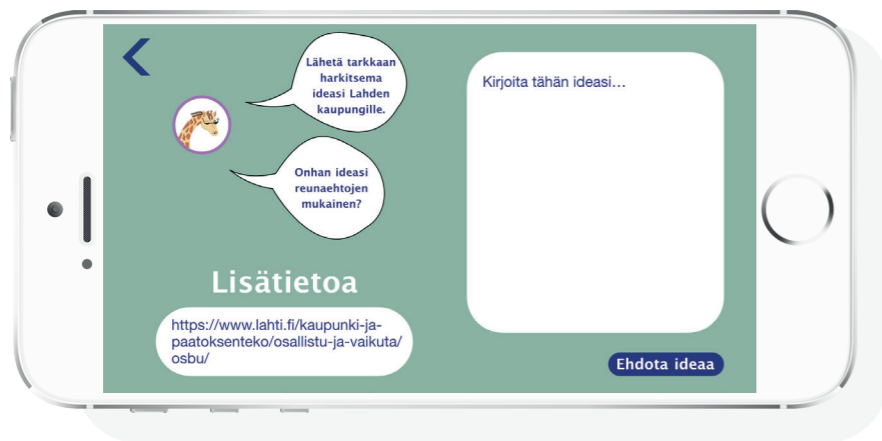 Lähetä tarkkaan
harkitsema
ideasi Lahden
kaupungille.
Onhan ideasi
reunaehtojen
mukainen?
Lisätietoa
https://www.lahti.fi/kaupunki-ja-
paatoksenteko/osallistu-ja-vaikuta/
osbu/
Kirjoita tähän ideasi...
Ehdota ideaa